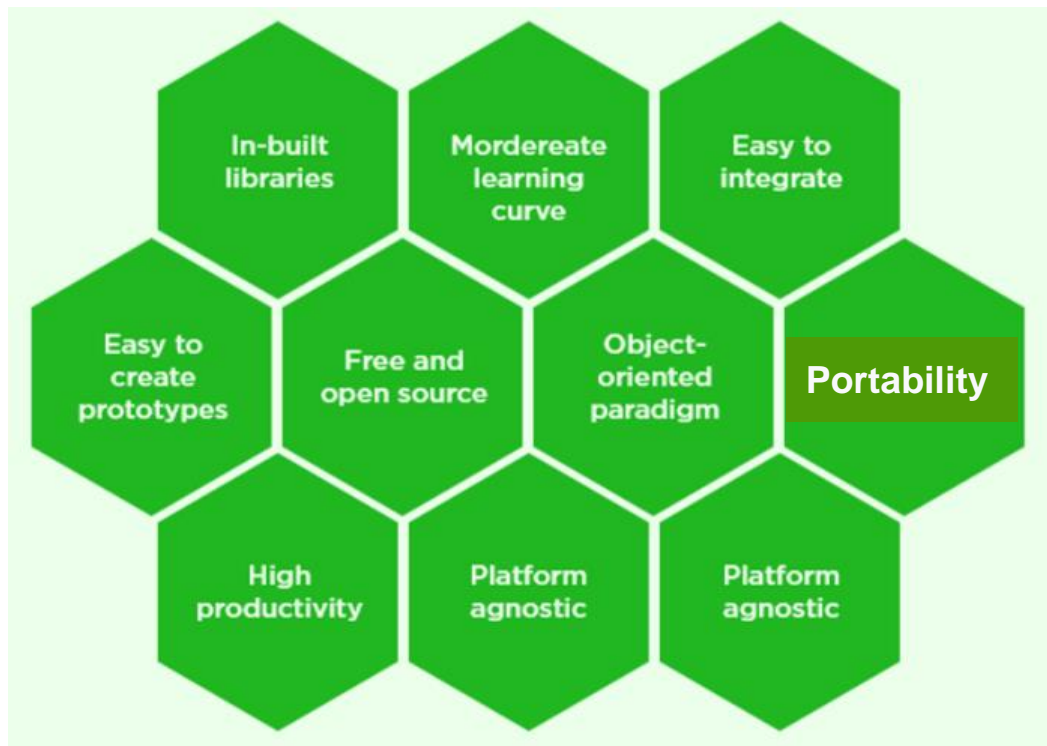 In-built
libraries
Mordereate
learning
curve
Easy to
integrate
Easy to
create
prototypes
Free and
open source
Object-
oriented
paradigm
Portability
High
productivity
Platform
agnostic
Platform
agnostic